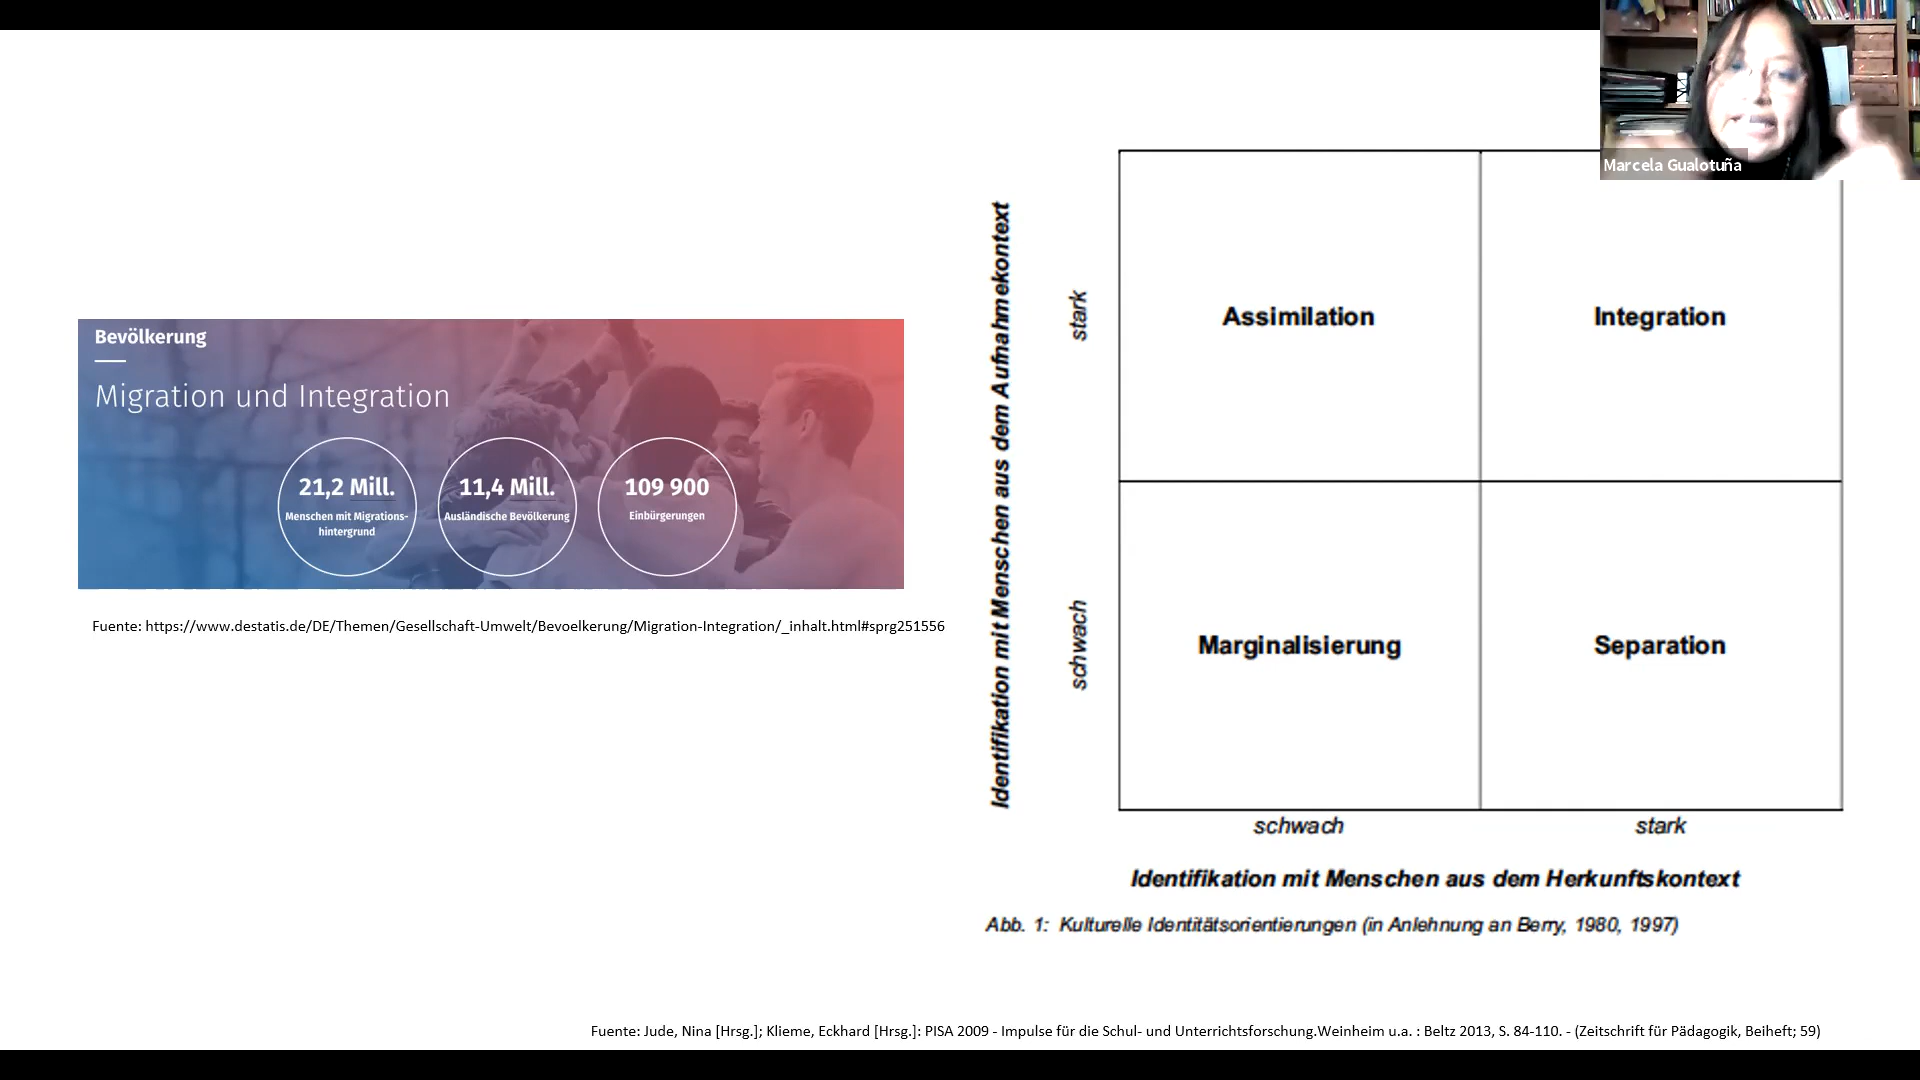 Marcela Gualotuña
Bevölkerung
Migration und Integration
21,2 Mill.
Menschen mit Migrations-
hintergrund
11,4 Mill.
Ausländische Bevölkerung
109 900
Einbürgerungen
Fuente: https://www.destatis.de/DE/Themen/Gesellschaft-Umwelt/Bevoelkerung/Migration-Integration/_inhalt.html#sprg251556
Identifikation mit Menschen aus dem Aufnahmekontext
stark
schwach
Assimilation
Integration
Marginalisierung
Separation
schwach
stark
Identifikation mit Menschen aus dem Herkunftskontext
Abb. 1: Kulturelle Identitätsorientierungen (in Anlehnung an Berry, 1980, 1997)
Fuente: Jude, Nina [Hrsg.]; Klieme, Eckhard [Hrsg.]: PISA 2009 - Impulse für die Schul- und Unterrichtsforschung.Weinheim u.a. : Beltz 2013, S. 84-110. - (Zeitschrift für Pädagogik, Beiheft; 59)